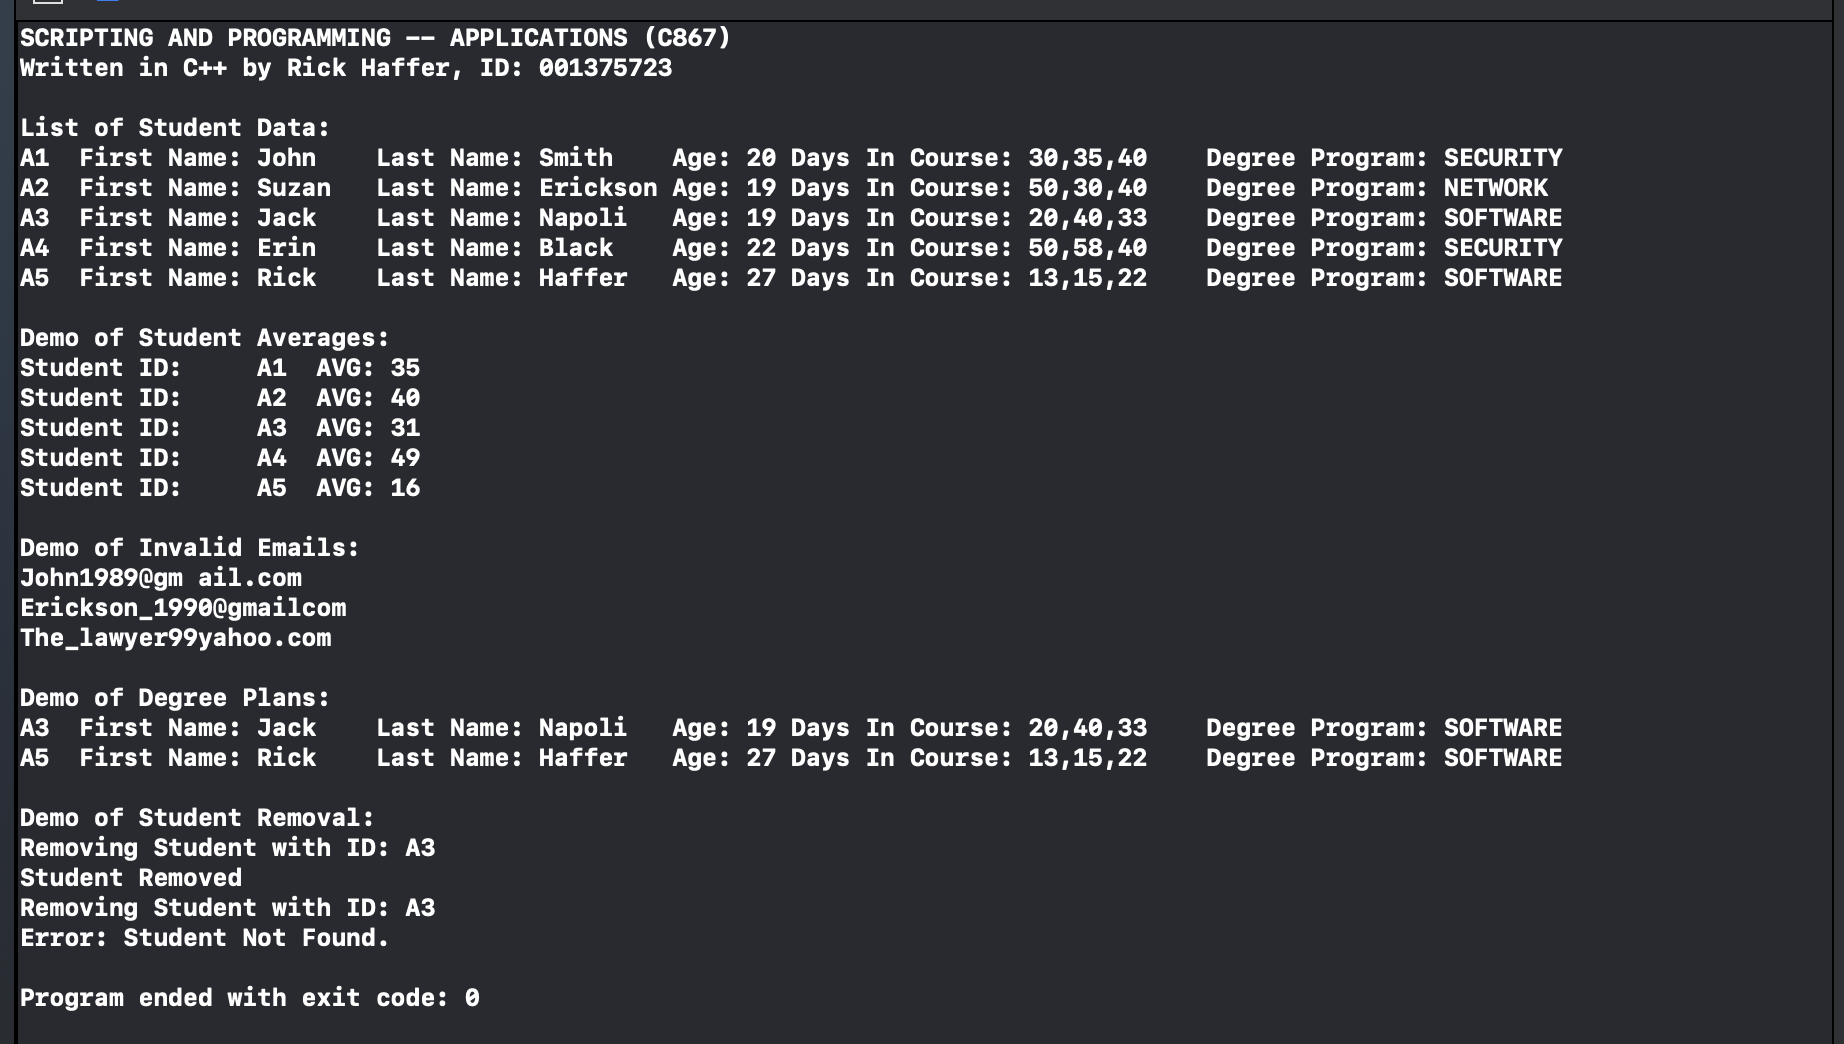 SCRIPTING AND PROGRAMMING -- APPLICATIONS (C867)
Written in C++ by Rick Haffer, ID: 001375723

List of Student Data:
A1  First Name: John    Last Name: Smith    Age: 20 Days In Course: 30,35,40    Degree Program: SECURITY
A2  First Name: Suzan   Last Name: Erickson Age: 19 Days In Course: 50,30,40    Degree Program: NETWORK
A3  First Name: Jack    Last Name: Napoli   Age: 19 Days In Course: 20,40,33    Degree Program: SOFTWARE
A4  First Name: Erin    Last Name: Black    Age: 22 Days In Course: 50,58,40    Degree Program: SECURITY
A5  First Name: Rick    Last Name: Haffer   Age: 27 Days In Course: 13,15,22    Degree Program: SOFTWARE

Demo of Student Averages:
Student ID:     A1  AVG: 35
Student ID:     A2  AVG: 40
Student ID:     A3  AVG: 31
Student ID:     A4  AVG: 49
Student ID:     A5  AVG: 16

Demo of Invalid Emails:
John1989@gm ail.com
Erickson_1990@gmailcom
The_lawyer99yahoo.com

Demo of Degree Plans:
A3  First Name: Jack    Last Name: Napoli   Age: 19 Days In Course: 20,40,33    Degree Program: SOFTWARE
A5  First Name: Rick    Last Name: Haffer   Age: 27 Days In Course: 13,15,22    Degree Program: SOFTWARE

Demo of Student Removal:
Removing Student with ID: A3
Student Removed
Removing Student with ID: A3
Error: Student Not Found.

Program ended with exit code: 0